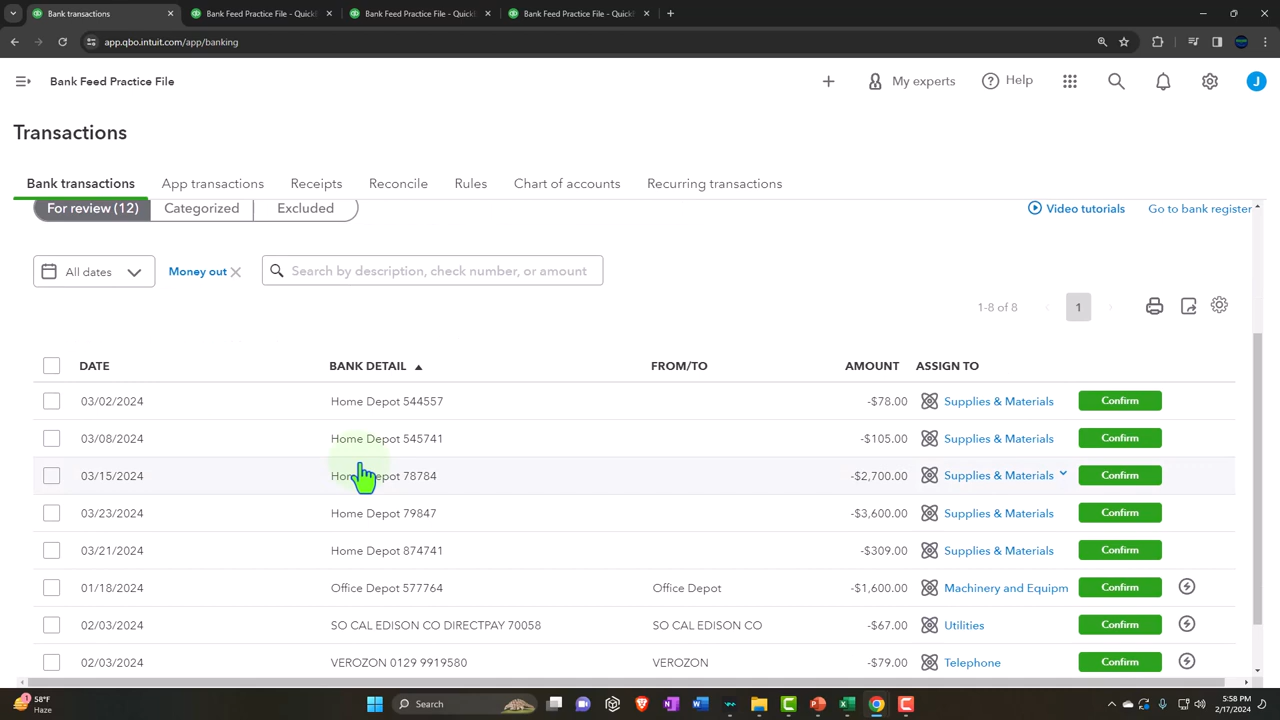 Bank transactions
Bank Feed Practice File - Quick
Bank Feed Practice File - Quick
Bank Feed Practice File - Quick
app.qbo.intuit.com/app/banking
Bank Feed Practice File
My experts
Help
J
Transactions
Bank transactions App transactions Receipts Reconcile Rules Chart of accounts Recurring transactions
For review (12) Categorized Excluded
Video tutorials Go to bank register
All dates Money out Search by description, check number, or amount
1-8 of 8 1
DATE BANK DETAIL FROM/TO AMOUNT ASSIGN TO
03/02/2024 Home Depot 544557 -$78.00 Supplies & Materials Confirm
03/08/2024 Home Depot 545741 -$105.00 Supplies & Materials Confirm
03/15/2024 Home Depot 78784 -$2,700.00 Supplies & Materials Confirm
03/23/2024 Home Depot 79847 -$3,600.00 Supplies & Materials Confirm
03/21/2024 Home Depot 874741 -$309.00 Supplies & Materials Confirm
01/18/2024 Office Depot 577764 Office Depot -$1,600.00 Machinery and Equipm Confirm
02/03/2024 SO CAL EDISON CO DIRECTPAY 70058 SO CAL EDISON CO -$67.00 Utilities Confirm
02/03/2024 VEROZON 0129 9919580 VEROZON -$79.00 Telephone Confirm
58°F
Haze
Search
5:58 PM
2/17/2024